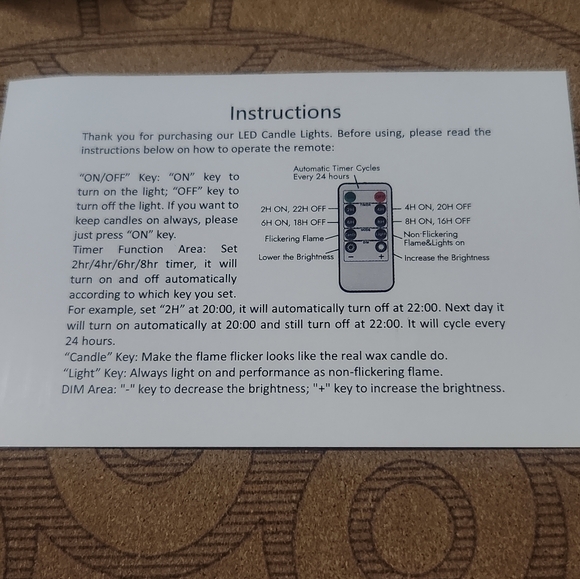 Instructions
Thank you for purchasing our LED Candle Lights. Before using, please read the
instructions below on how to operate the remote:
"ON/OFF" Key: "ON" key to
turn on the light; "OFF" key to
turn off the light. If you want to
keep candles on always, please
just press "ON" key.
Timer Function Area: Set
2hr/4hr/6hr/8hr timer, it will
turn on and off automatically
according to which key you set.
Automatic Timer Cycles
Every 24 hours
2H ON, 22H OFF
4H ON, 20H OFF
6H ON, 18H OFF
8H ON, 16H OFF
Flickering Flame
Non-Flickering
Flame&Lights on
Lower the Brightness
Increase the Brightness
- +
For example, set "2H" at 20:00, it will automatically turn off at 22:00. Next day it
will turn on automatically at 20:00 and still turn off at 22:00. It will cycle every
24 hours.
"Candle" Key: Make the flame flicker looks like the real wax candle do.
"Light" Key: Always light on and performance as non-flickering flame.
DIM Area: "-" key to decrease the brightness; "+" key to increase the brightness.